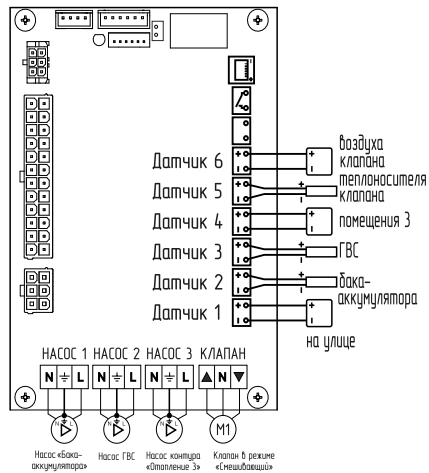 Датчик 6
+
+
воздуха
клапана
Датчик 5
+
+
теплоносителя
клапана
Датчик 4
+
+
помещения 3
Датчик 3
+
+
ГВС
Датчик 2
+
+
бака-
аккумулятора
Датчик 1
+
+
на улице
НАСОС 1 НАСОС 2 НАСОС 3 КЛАПАН
N L N L N L ▲ N ▼
N L N L N L M1
Насос «Бака-
аккумулятора»
Насос ГВС
Насос контура
«Отопление 3»
Клапан в режиме
«Смешивающий»